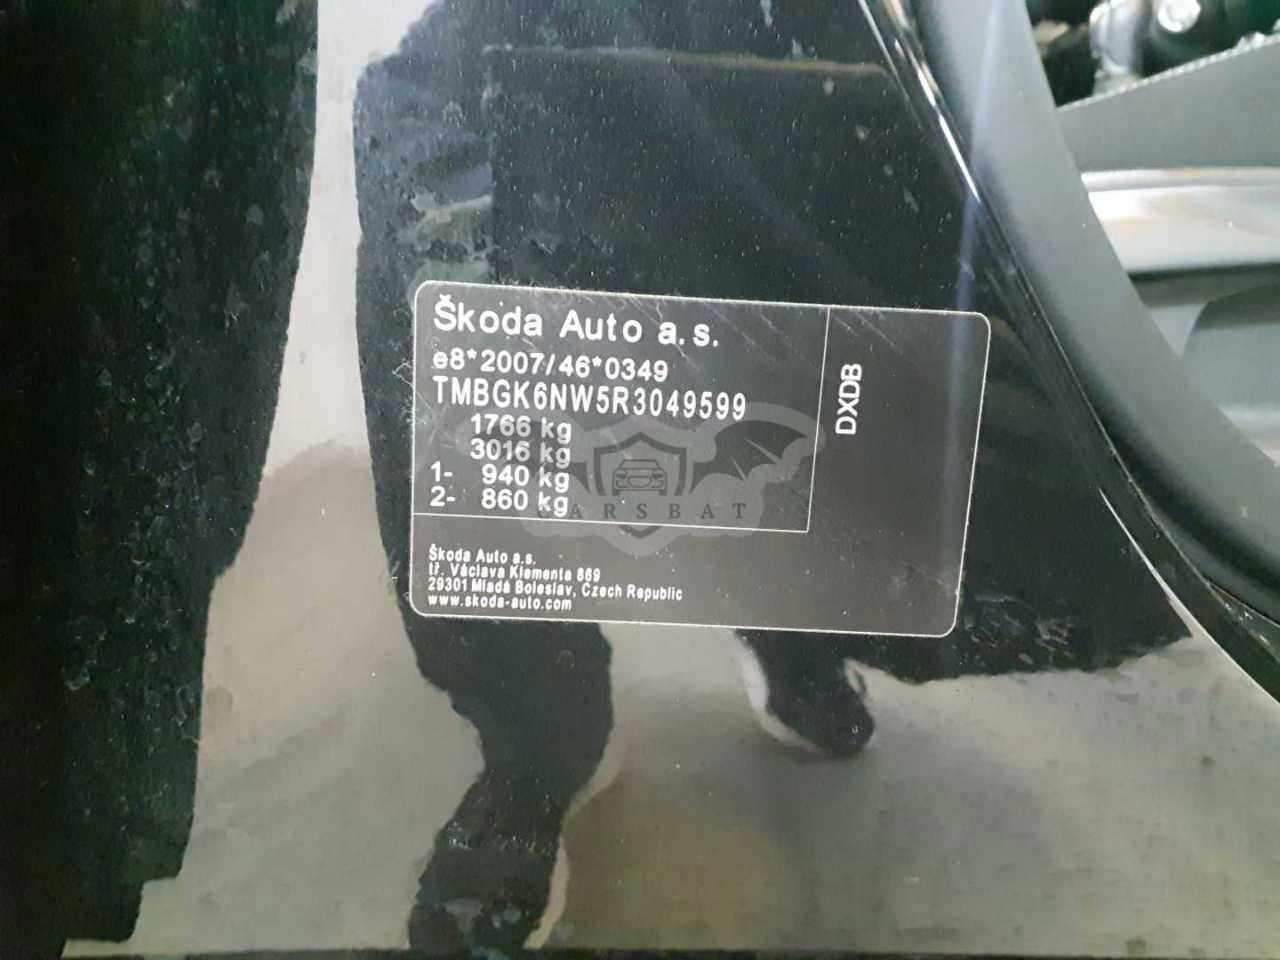 Škoda Auto a.s.
e8*2007/46*0349
TMBGK6NW5R3049599
1766 kg
3016 kg
1- 940 kg
2- 860 kg
DXDB
CARSBAT
Škoda Auto a.s.
tř. Václava Klementa 869
29301 Mladá Boleslav, Czech Republic
www.skoda-auto.com